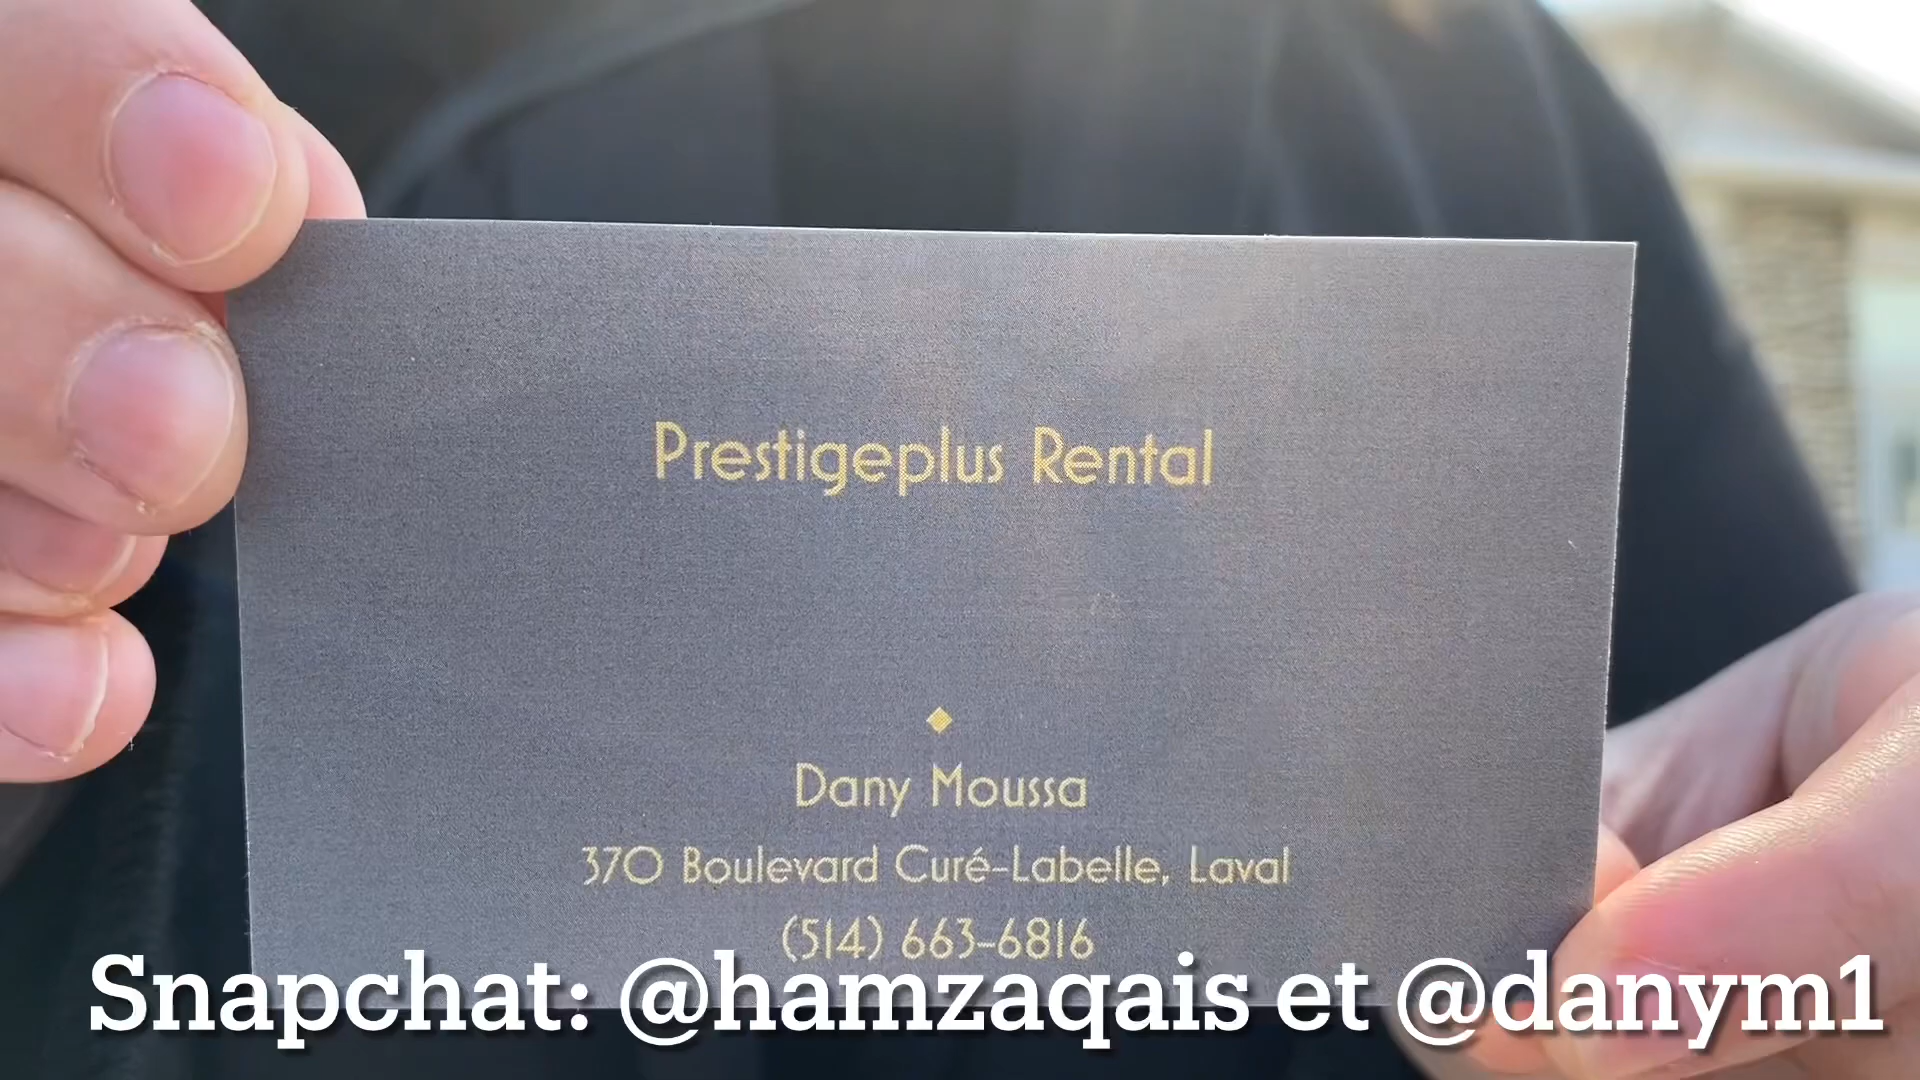 Prestigeplus Rental
Dany Moussa
370 Boulevard Curé-Labelle, Laval
(514) 663-6816
Snapchat: @hamzaqais et @danym1